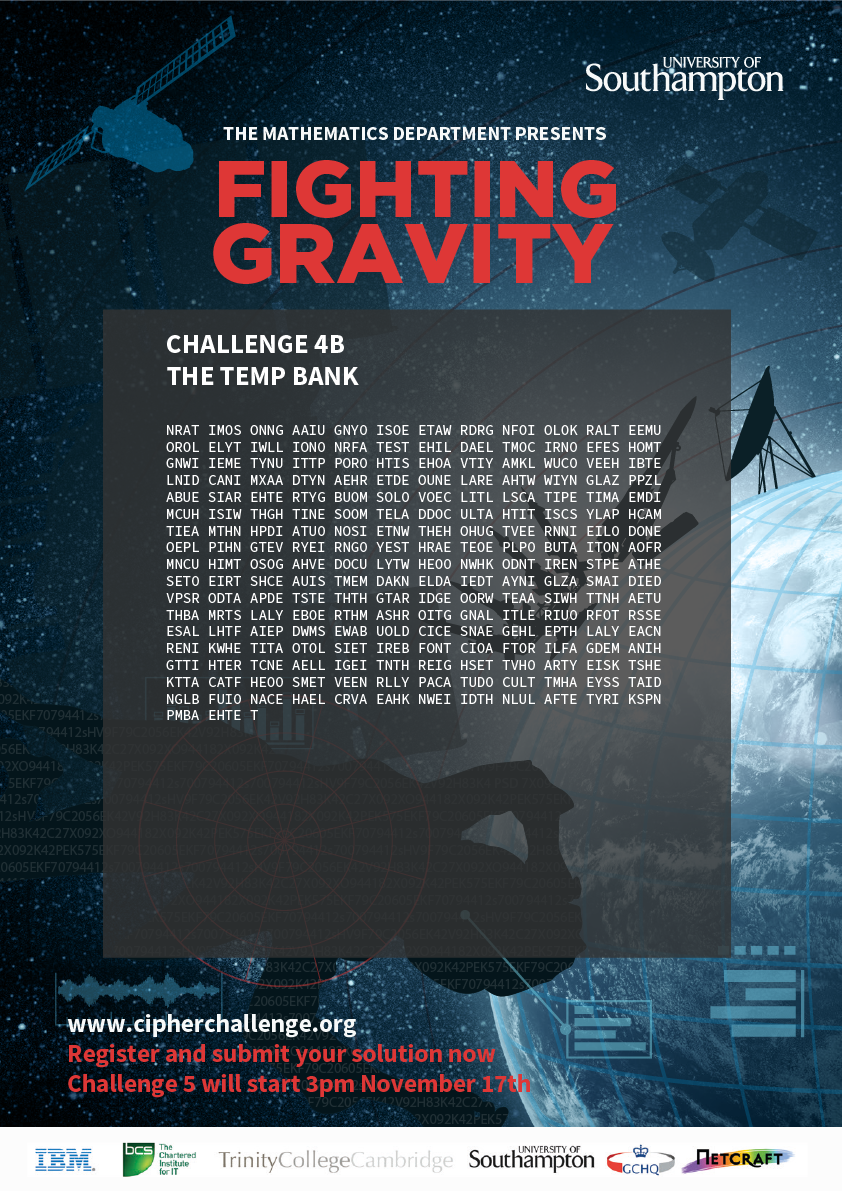 UNIVERSITY OF
Southampton
THE MATHEMATICS DEPARTMENT PRESENTS
FIGHTING
GRAVITY
CHALLENGE 4B
THE TEMP BANK
NRAT IMOS ONNG AAIU GNYO ISOE ETAW RDRG NFOI OLOK RALT EEMU
OROL ELYT IWLL IONO NRFA TEST EHIL DAEL TMOC IRNO EFES HOMT
GNWI IEME TYNU ITTP PORO HTIS EHOA VTIY AMKL WUCO VEEH IBTE
LNID CANI MXAA DTYN AEHR ETDE OUNE LARE AHTW WIYN GLAZ PPZL
ABUE SIAR EHTE RTYG BUOM SOLO VOEC LITL LSCA TIPE TIMA EMDI
MCUH ISIW THGH TINE SOOM TELA DDOC ULTA HTIT ISCS YLAP HCAM
TIEA MTHN HPDI ATUO NOSI ETNW THEH OHUG TVEE RNNI EILO DONE
OEPL PIHN GTEV RYEI RNGO YEST HRAE TEOE PLPO BUTA ITON AOFR
MNCU HIMT OSOG AHVE DOCU LYTW HEOO NWHK ODNT IREN STPE ATHE
SETO EIRT SHCE AUIS TMEM DAKN ELDA IEDT AYNI GLZA SMAI DIED
VPSR ODTA APDE TSTE THTH GTAR IDGE OORW TEAA SIWH TTNH AETU
THBA MRTS LALY EBOE RTHM ASHR OITG GNAL ITLE RIUO RFOT RSSE
ESAL LHTF AIEP DWMS EWAB UOLD CICE SNAE GEHL EPTH LALY EACN
RENI KWHE TITA OTOL SIET IREB FONT CIOA FTOR ILFA GDEM ANIH
GTTI HTER TCNE AELL IGEI TNTH REIG HSET TVHO ARTY EISK TSHE
KTTA CATF HEOO SMET VEEN RLLY PACA TUDO CULT TMHA EYSS TAID
NGLB FUIO NACE HAEL CRVA EAHK NWEI IDTH NLUL AFTE TYRI KSPN
PMBA EHTE T
www.cipherchallenge.org
Register and submit your solution now
Challenge 5 will start 3pm November 17th
IBM
bcs
The
Chartered
Institute
for IT
TrinityCollegeCambridge
UNIVERSITY OF
Southampton
GCHQ
NETCRAFT